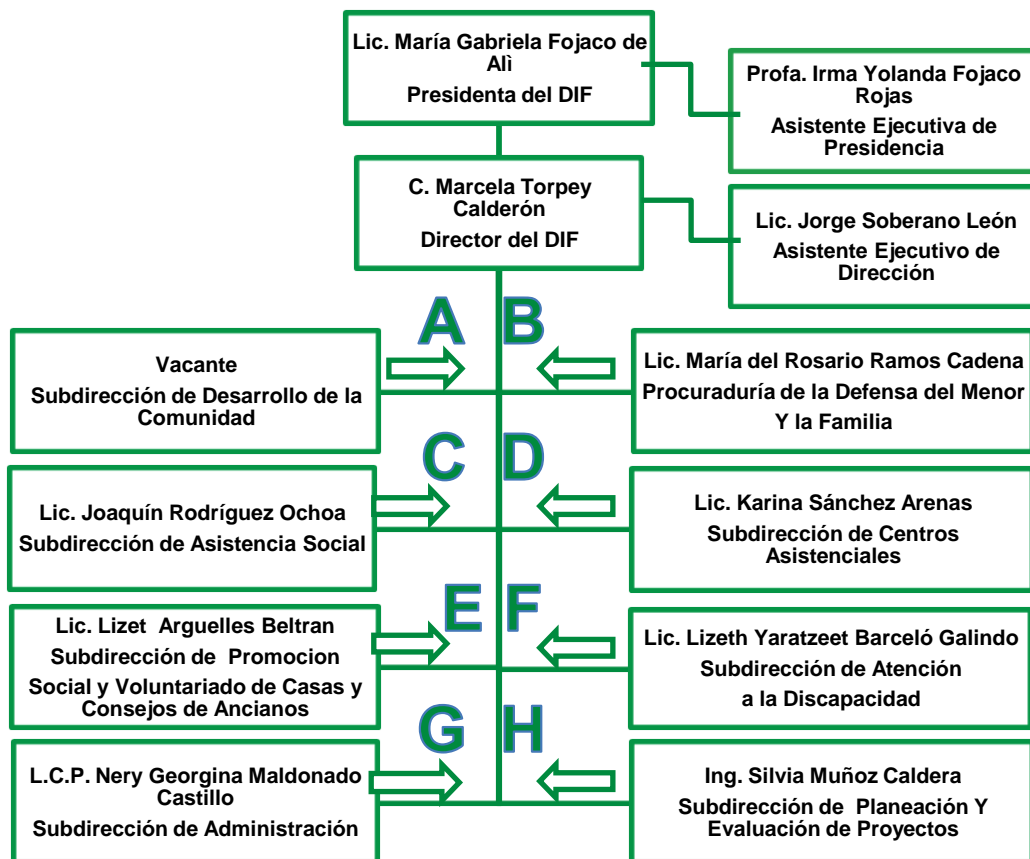 Lic. María Gabriela Fojaco de
Alì
Presidenta del DIF
Profa. Irma Yolanda Fojaco
Rojas
Asistente Ejecutiva de
Presidencia
C. Marcela Torpey
Calderón
Director del DIF
Lic. Jorge Soberano León
Asistente Ejecutivo de
Dirección
A
B
Vacante
Subdirección de Desarrollo de la
Comunidad
Lic. María del Rosario Ramos Cadena
Procuraduría de la Defensa del Menor
Y la Familia
C
D
Lic. Joaquín Rodríguez Ochoa
Subdirección de Asistencia Social
Lic. Karina Sánchez Arenas
Subdirección de Centros
Asistenciales
E
F
Lic. Lizet Arguelles Beltran
Subdirección de Promocion
Social y Voluntariado de Casas y
Consejos de Ancianos
Lic. Lizeth Yaratzeet Barceló Galindo
Subdirección de Atención
a la Discapacidad
G
H
L.C.P. Nery Georgina Maldonado
Castillo
Subdirección de Administración
Ing. Silvia Muñoz Caldera
Subdirección de Planeación Y
Evaluación de Proyectos